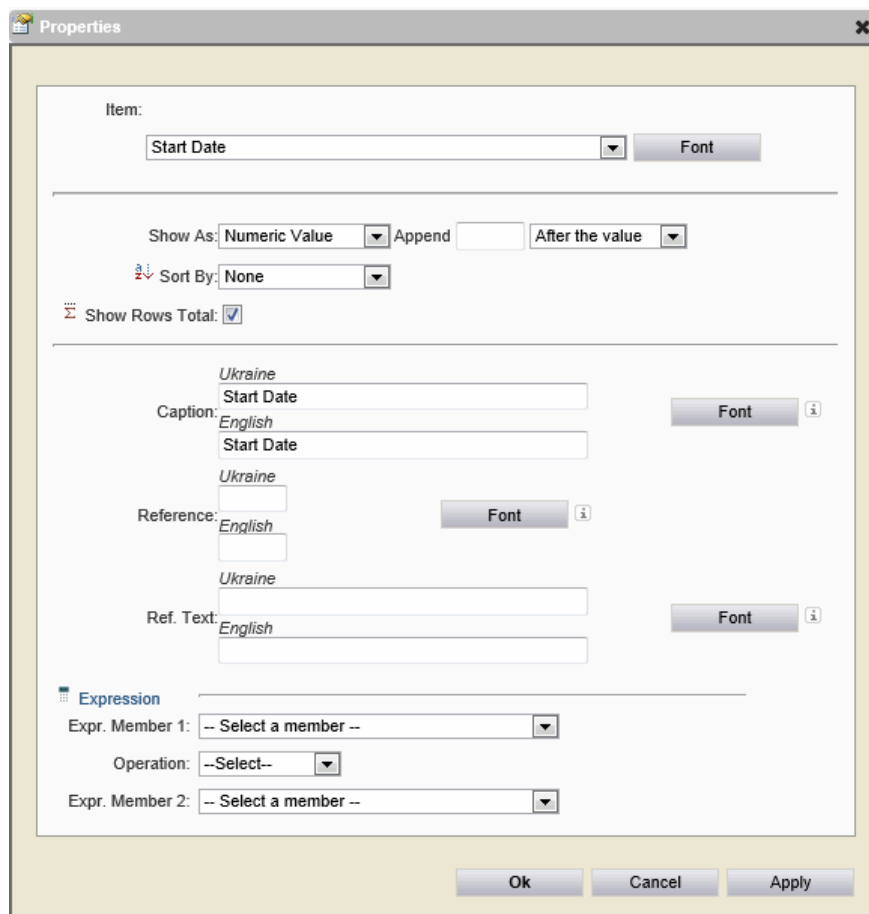 Properties
Item:
Start Date Font
Show As: Numeric Value Append After the value
Sort By: None
Show Rows Total:
Ukraine
Start Date
Caption: Font
English
Start Date
Ukraine
Reference: Font
English
Ukraine
Ref. Text: Font
English
Expression
Expr. Member 1: -- Select a member --
Operation: --Select--
Expr. Member 2: -- Select a member --
Ok Cancel Apply